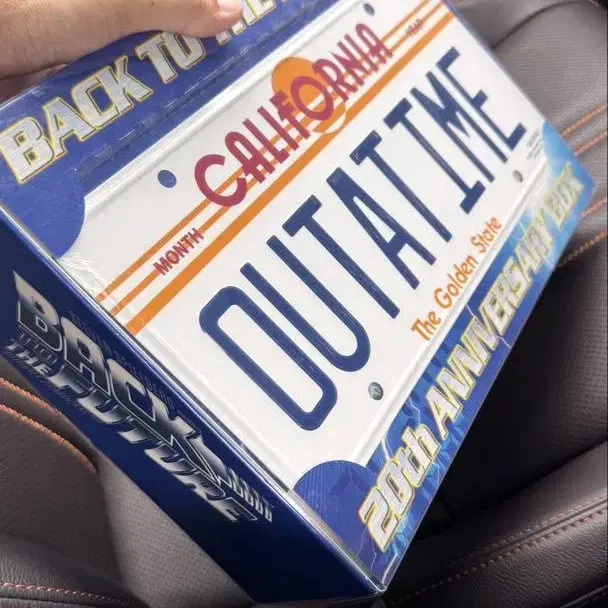 BACK TO THE
CALIFORNIA
MONTH
OUTATIME
The Golden State
20th ANNIVERSARY BOX
BACK
TO THE
FUTURE